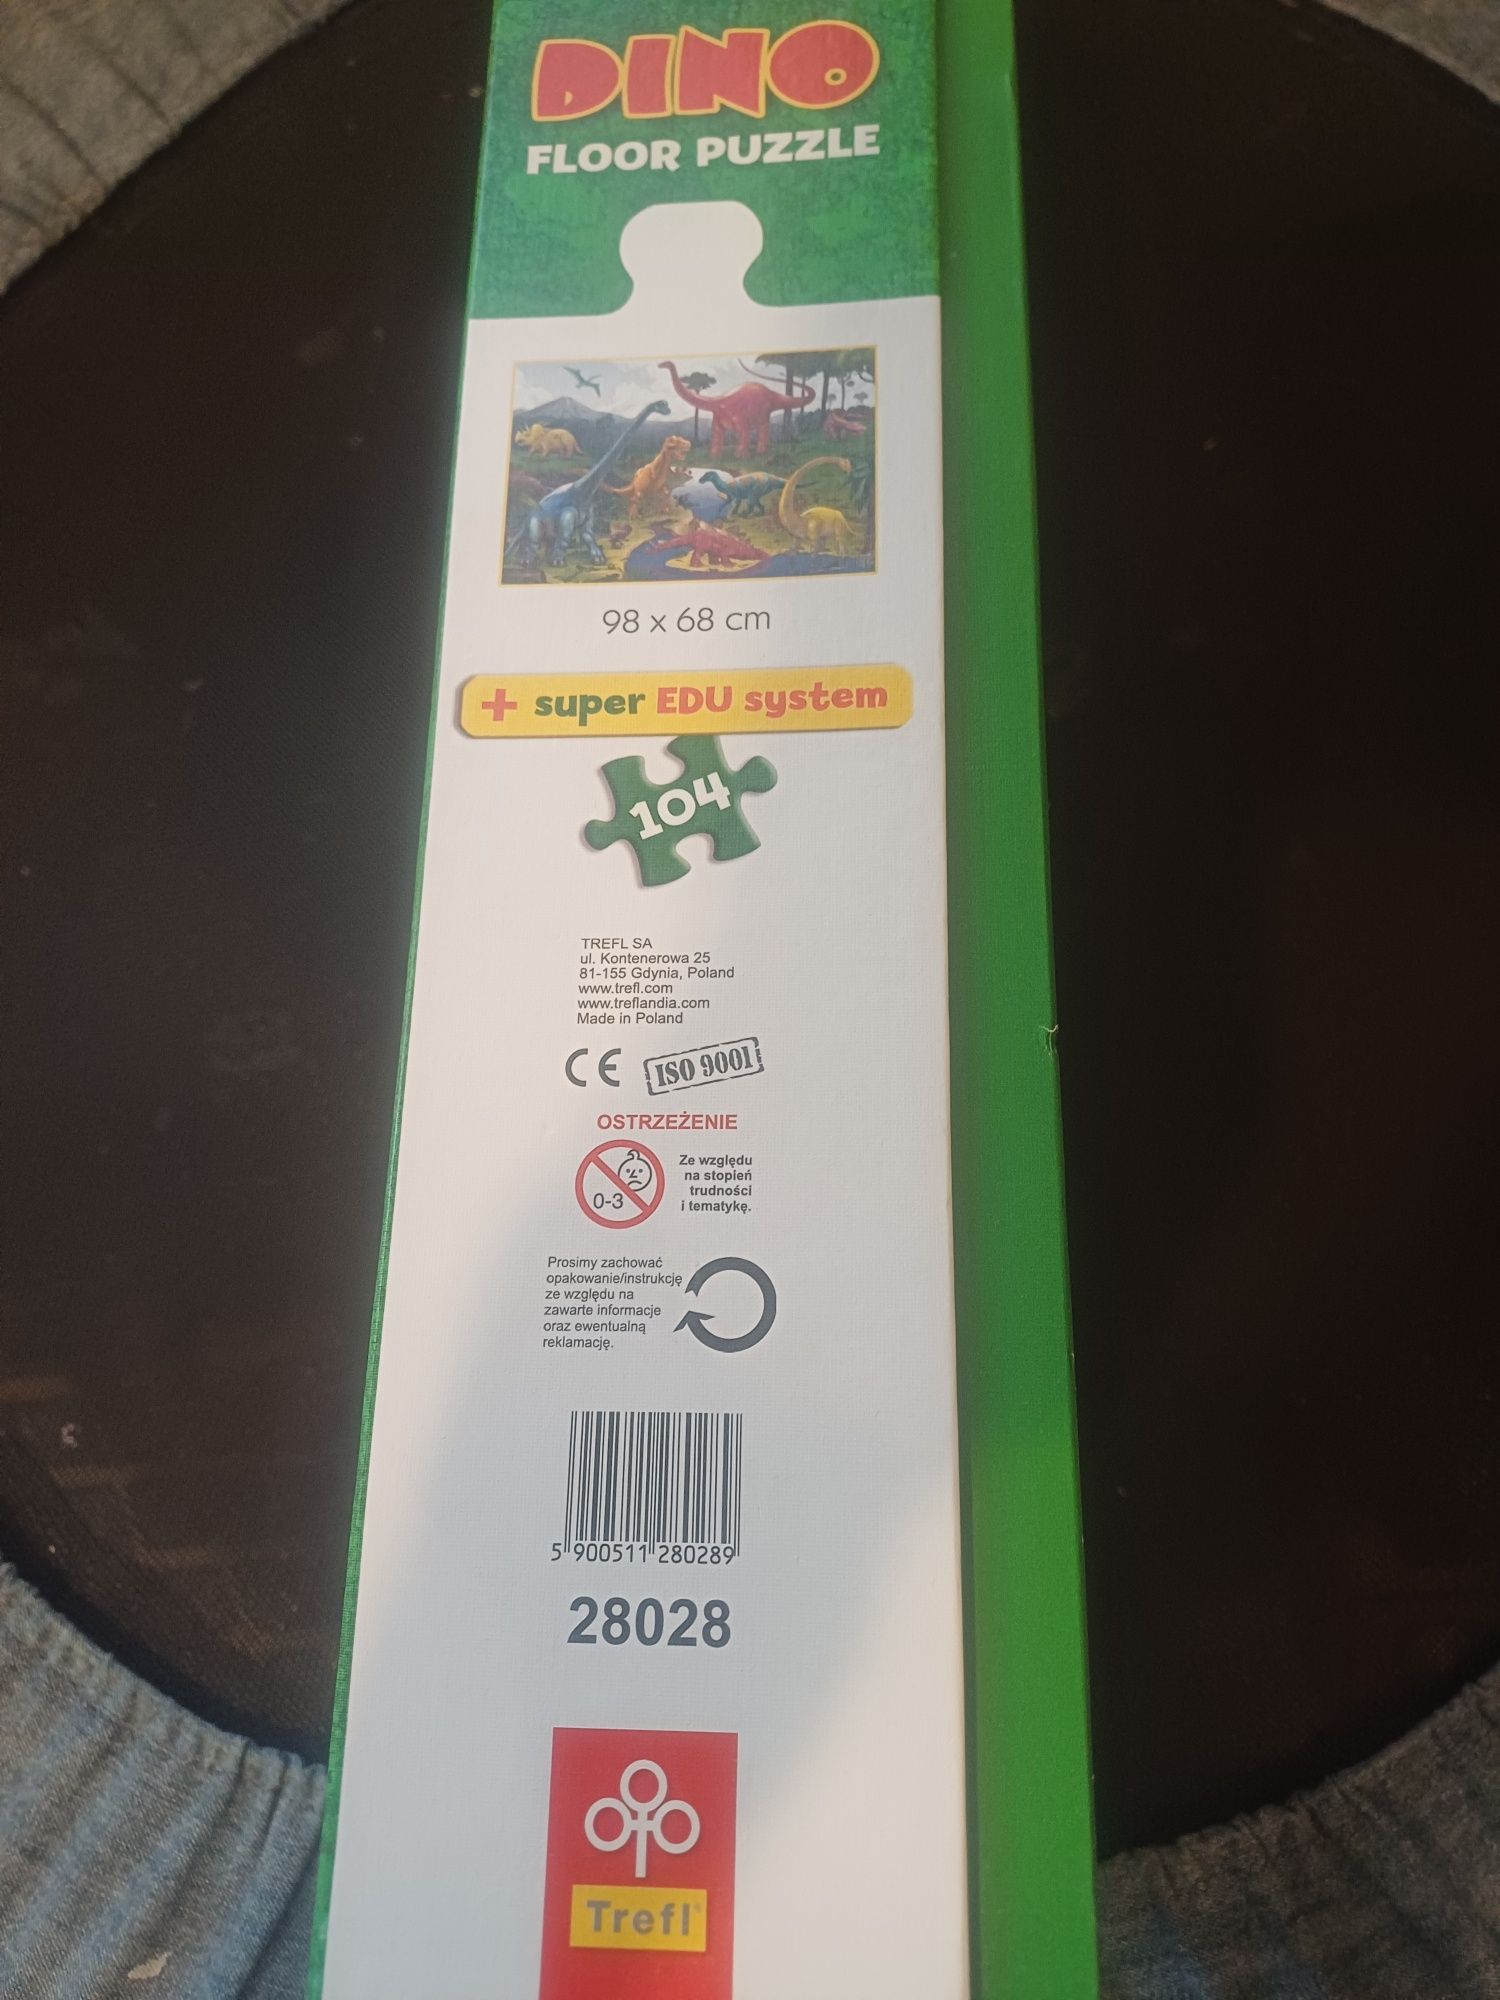 DINO
FLOOR PUZZLE
98 x 68 cm
+ super EDU system
104
TREFL SA
ul. Kontenerowa 25
81-155 Gdynia, Poland
www.trefl.com
www.treflandia.com
Made in Poland
CE ISO 9001
OSTRZEŻENIE
0-3
Ze względu
na stopień
trudności
i tematykę.
Prosimy zachować
opakowanie/instrukcję
ze względu na
zawarte informacje
oraz ewentualną
reklamację.
5 900511 280289
28028
Trefl®